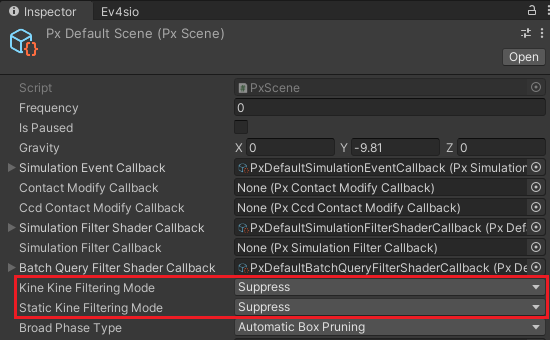 Inspector Ev4sio
Px Default Scene (Px Scene)
Open
Script PxScene
Frequency 0
Is Paused
Gravity X 0 Y -9.81 Z 0
Simulation Event Callback PxDefaultSimulationEventCallback (Px Simulation
Contact Modify Callback None (Px Contact Modify Callback)
Ccd Contact Modify Callback None (Px Ccd Contact Modify Callback)
Simulation Filter Shader Callback PxDefaultSimulationFilterShaderCallback (Px Def
Simulation Filter Callback None (Px Simulation Filter Callback)
Batch Query Filter Shader Callback PxDefaultBatchQueryFilterShaderCallback (Px De
Kine Kine Filtering Mode Suppress
Static Kine Filtering Mode Suppress
Broad Phase Type Automatic Box Pruning